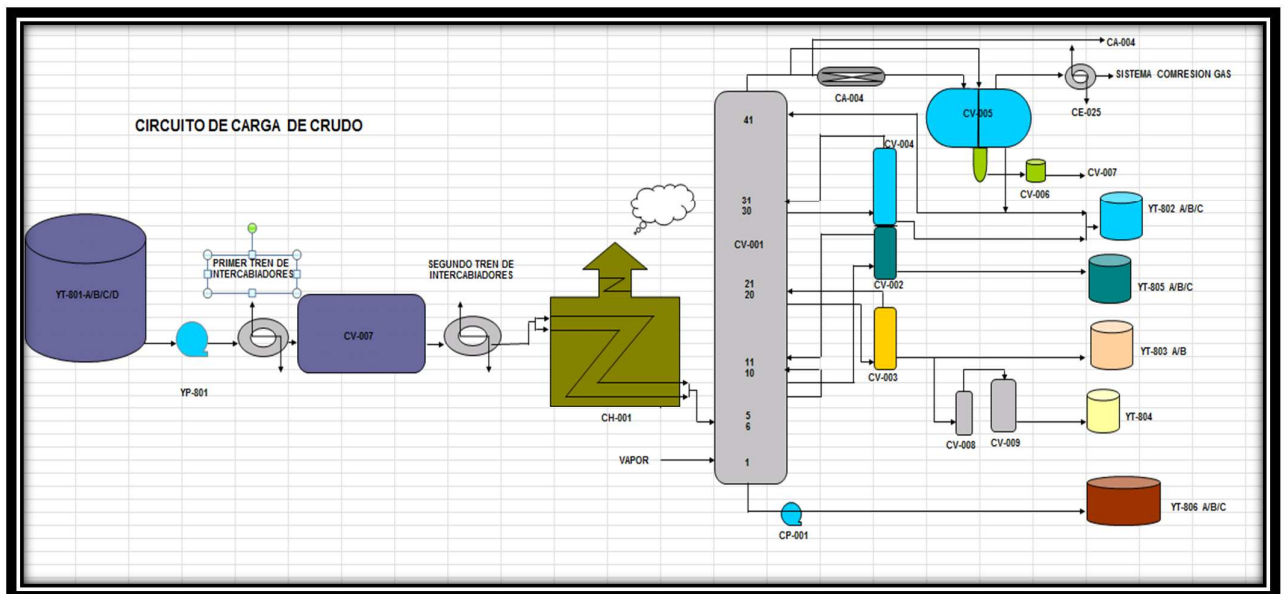 CIRCUITO DE CARGA DE CRUDO
YT-801-A/B/C/D
YP-801
PRIMER TREN DE
INTERCABIADORES
CV-007
SEGUNDO TREN DE
INTERCABIADORES
CH-001
VAPOR
41
31
30
CV-001
21
20
11
10
5
6
1
CP-001
CA-004
CA-004
SISTEMA COMRESION GAS
CE-025
CV-005
CV-004
CV-006
CV-007
CV-002
CV-003
CV-008
CV-009
YT-802 A/B/C
YT-805 A/B/C
YT-803 A/B
YT-804
YT-806 A/B/C